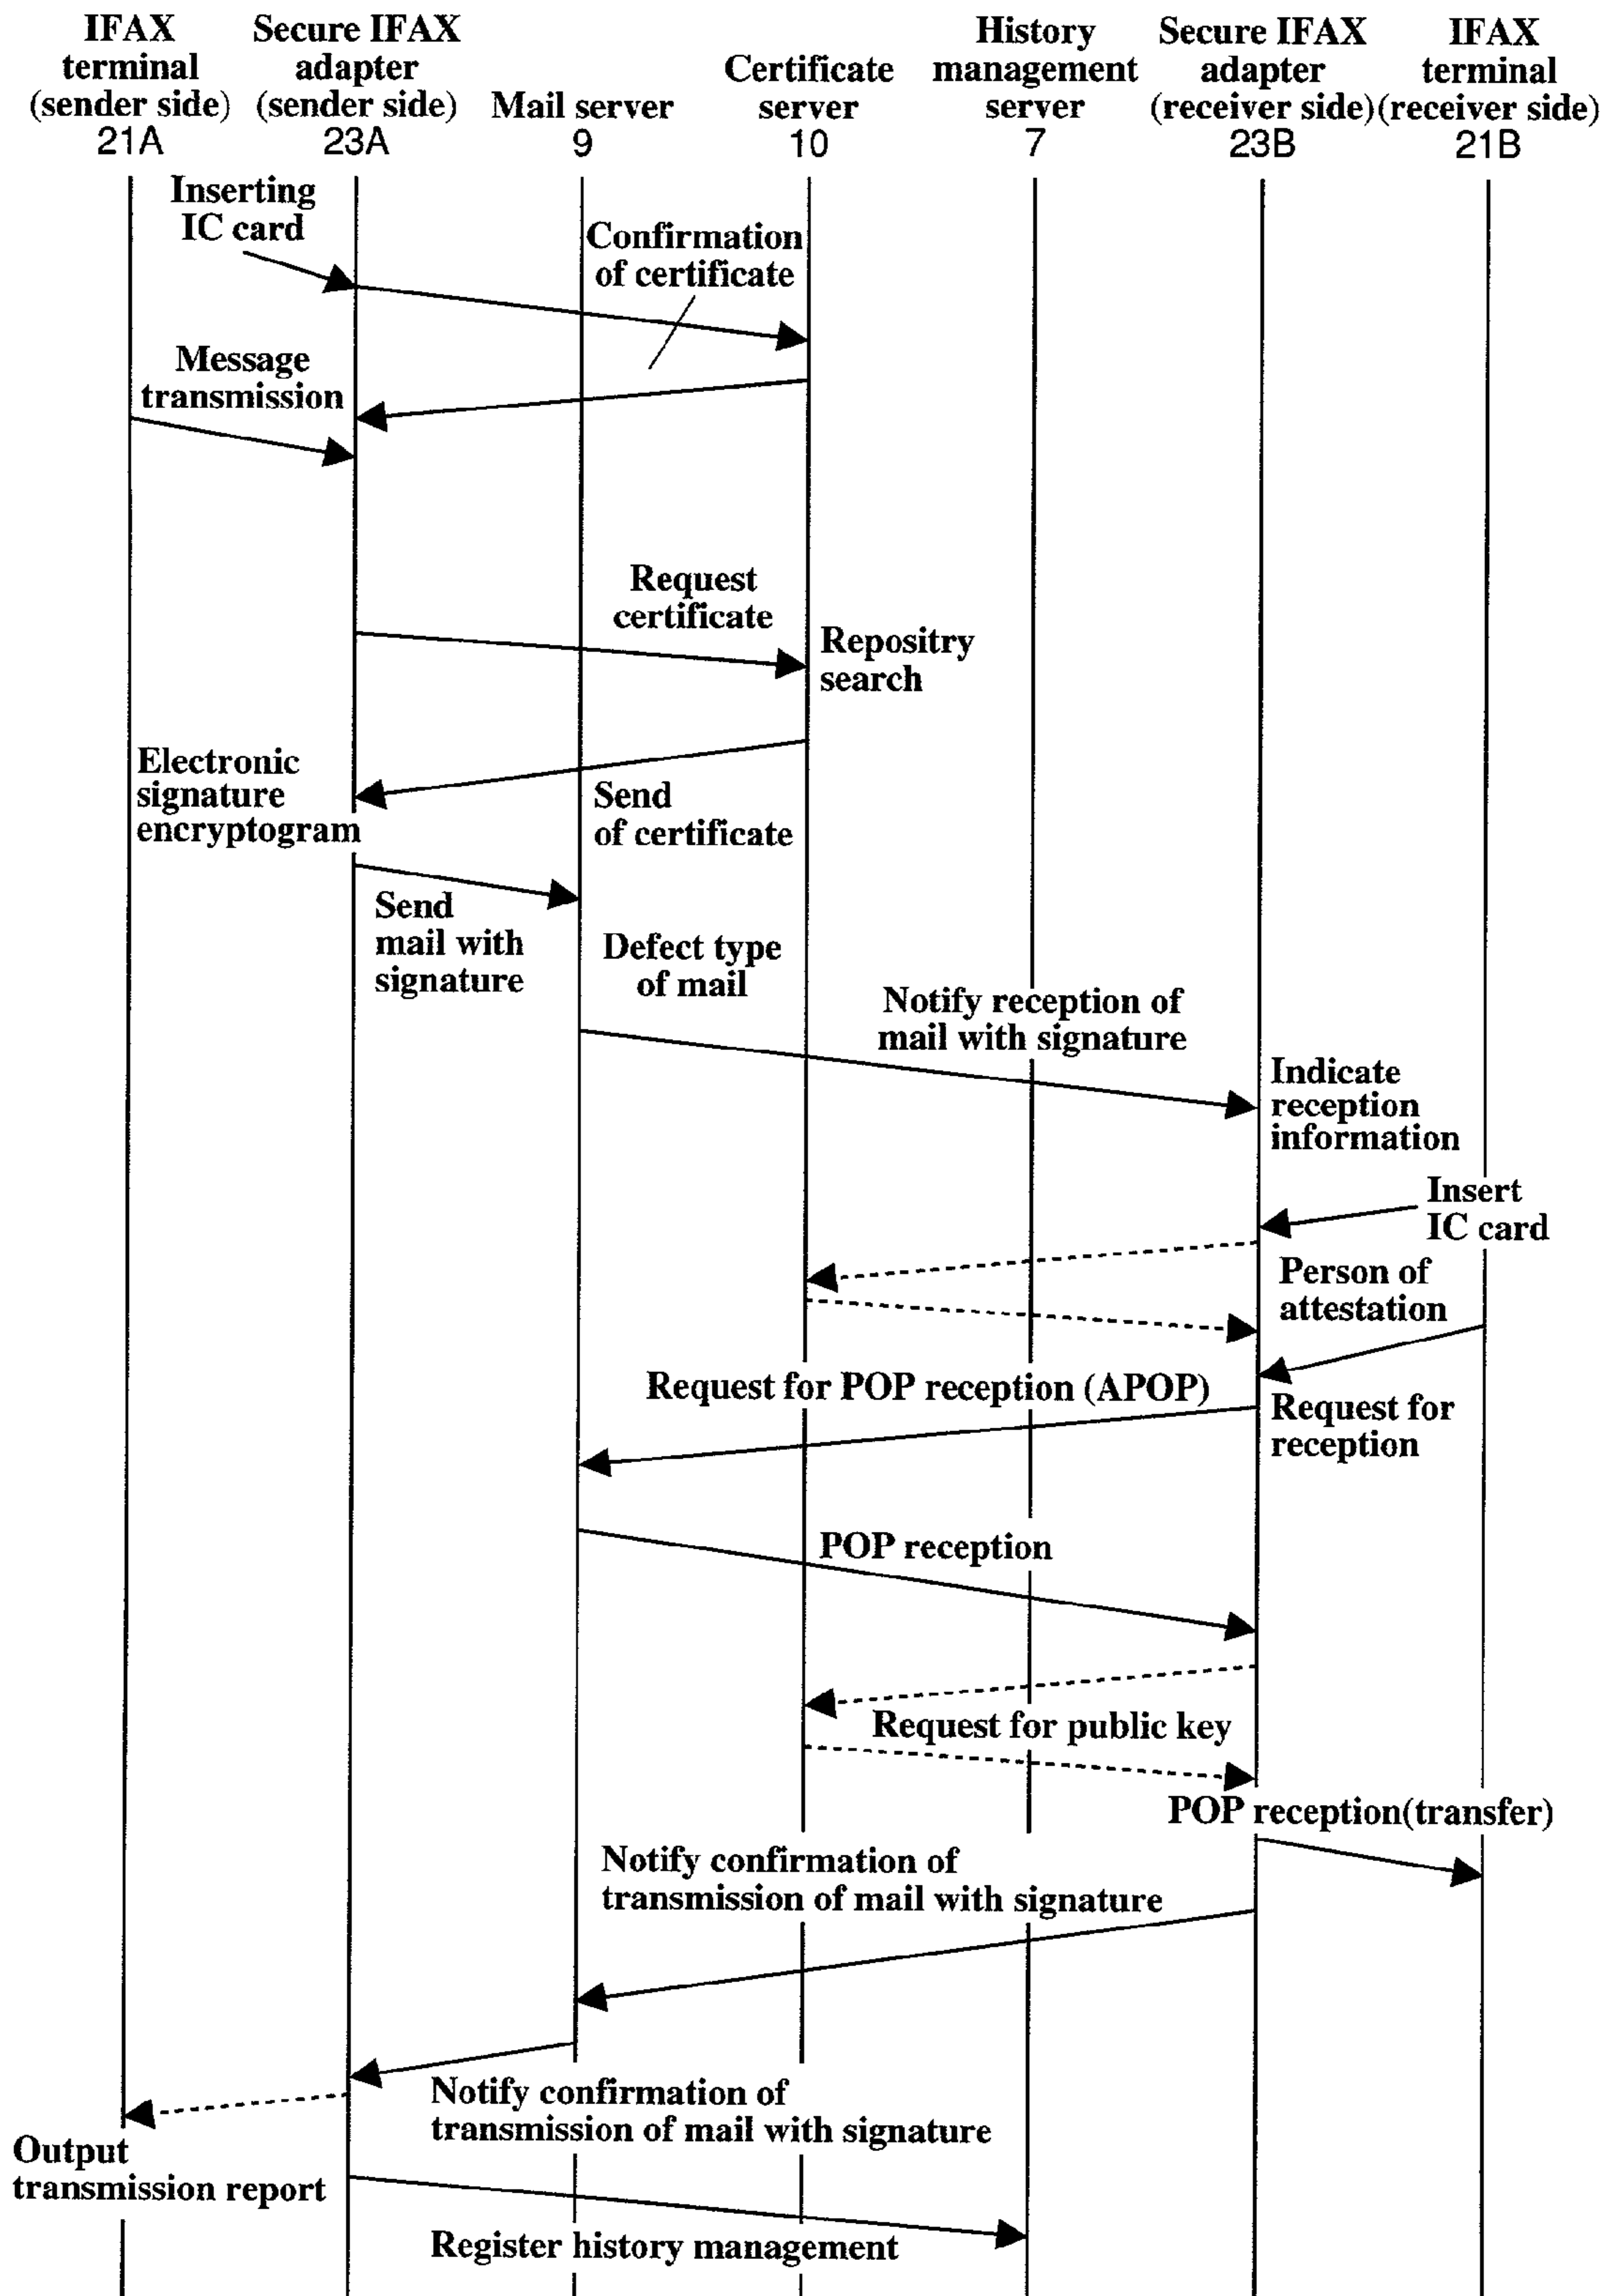 IFAX
terminal
(sender side)
21A
Secure IFAX
adapter
(sender side)
23A
Mail server
9
Certificate
server
10
History
management
server
7
Secure IFAX
adapter
(receiver side)
23B
IFAX
terminal
(receiver side)
21B
Inserting
IC card
Confirmation
of certificate
Message
transmission
Request
certificate
Repositry
search
Electronic
signature
encryptogram
Send
of certificate
Send
mail with
signature
Defect type
of mail
Notify reception of
mail with signature
Indicate
reception
information
Insert
IC card
Person of
attestation
Request for POP reception (APOP)
Request for
reception
POP reception
Request for public key
POP reception(transfer)
Notify confirmation of
transmission of mail with signature
Notify confirmation of
transmission of mail with signature
Output
transmission report
Register history management